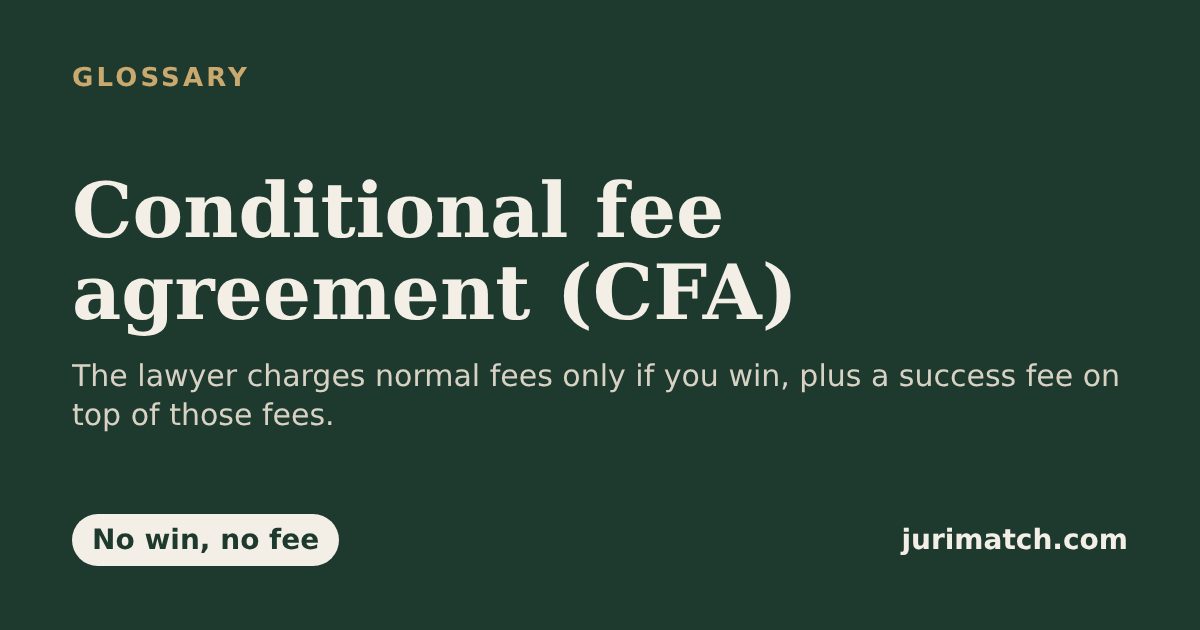 GLOSSARY
Conditional fee
agreement (CFA)
The lawyer charges normal fees only if you win, plus a success fee on
top of those fees.
No win, no fee
jurimatch.com